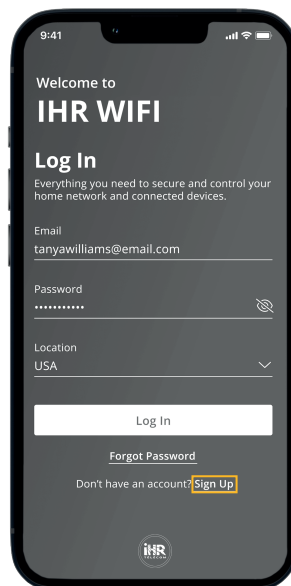 9:41
Welcome to
IHR WIFI
Log In
Everything you need to secure and control your
home network and connected devices.
Email
tanyawilliams@email.com
Password
•••••••••••
Location
USA
Log In
Forgot Password
Don't have an account? Sign Up
iHR
TELECOM